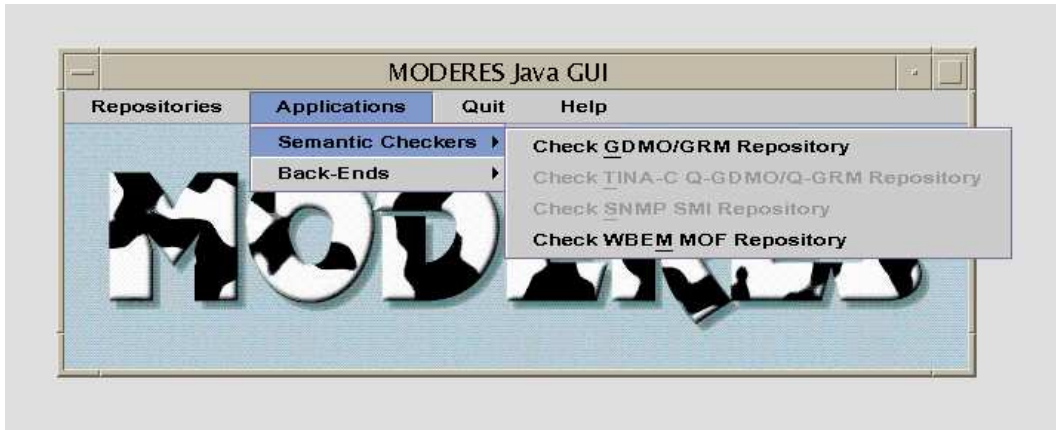 MODERES Java GUI
Repositories Applications Quit Help
Semantic Checkers
Back-Ends
Check GDMO/GRM Repository
Check TINA-C Q-GDMO/Q-GRM Repository
Check SNMP SMI Repository
Check WBEM MOF Repository
MODERES